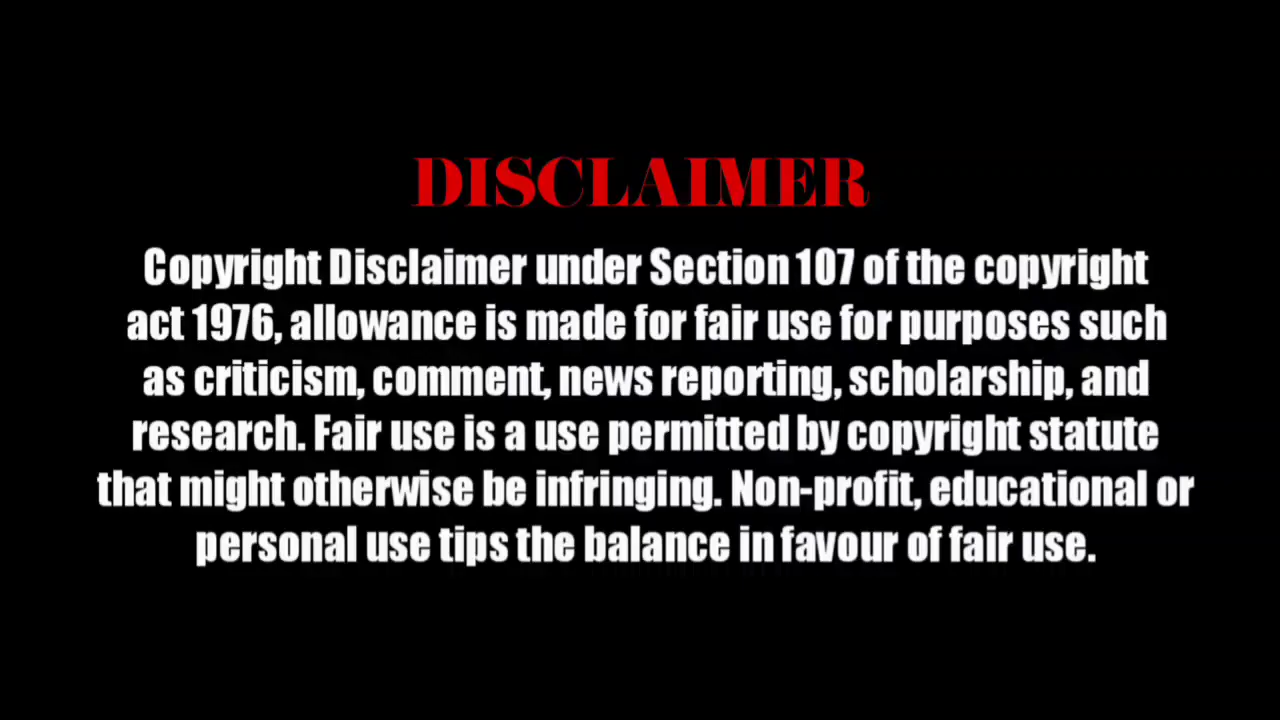 DISCLAIMER
Copyright Disclaimer under Section 107 of the copyright
act 1976, allowance is made for fair use for purposes such
as criticism, comment, news reporting, scholarship, and
research. Fair use is a use permitted by copyright statute
that might otherwise be infringing. Non-profit, educational or
personal use tips the balance in favour of fair use.